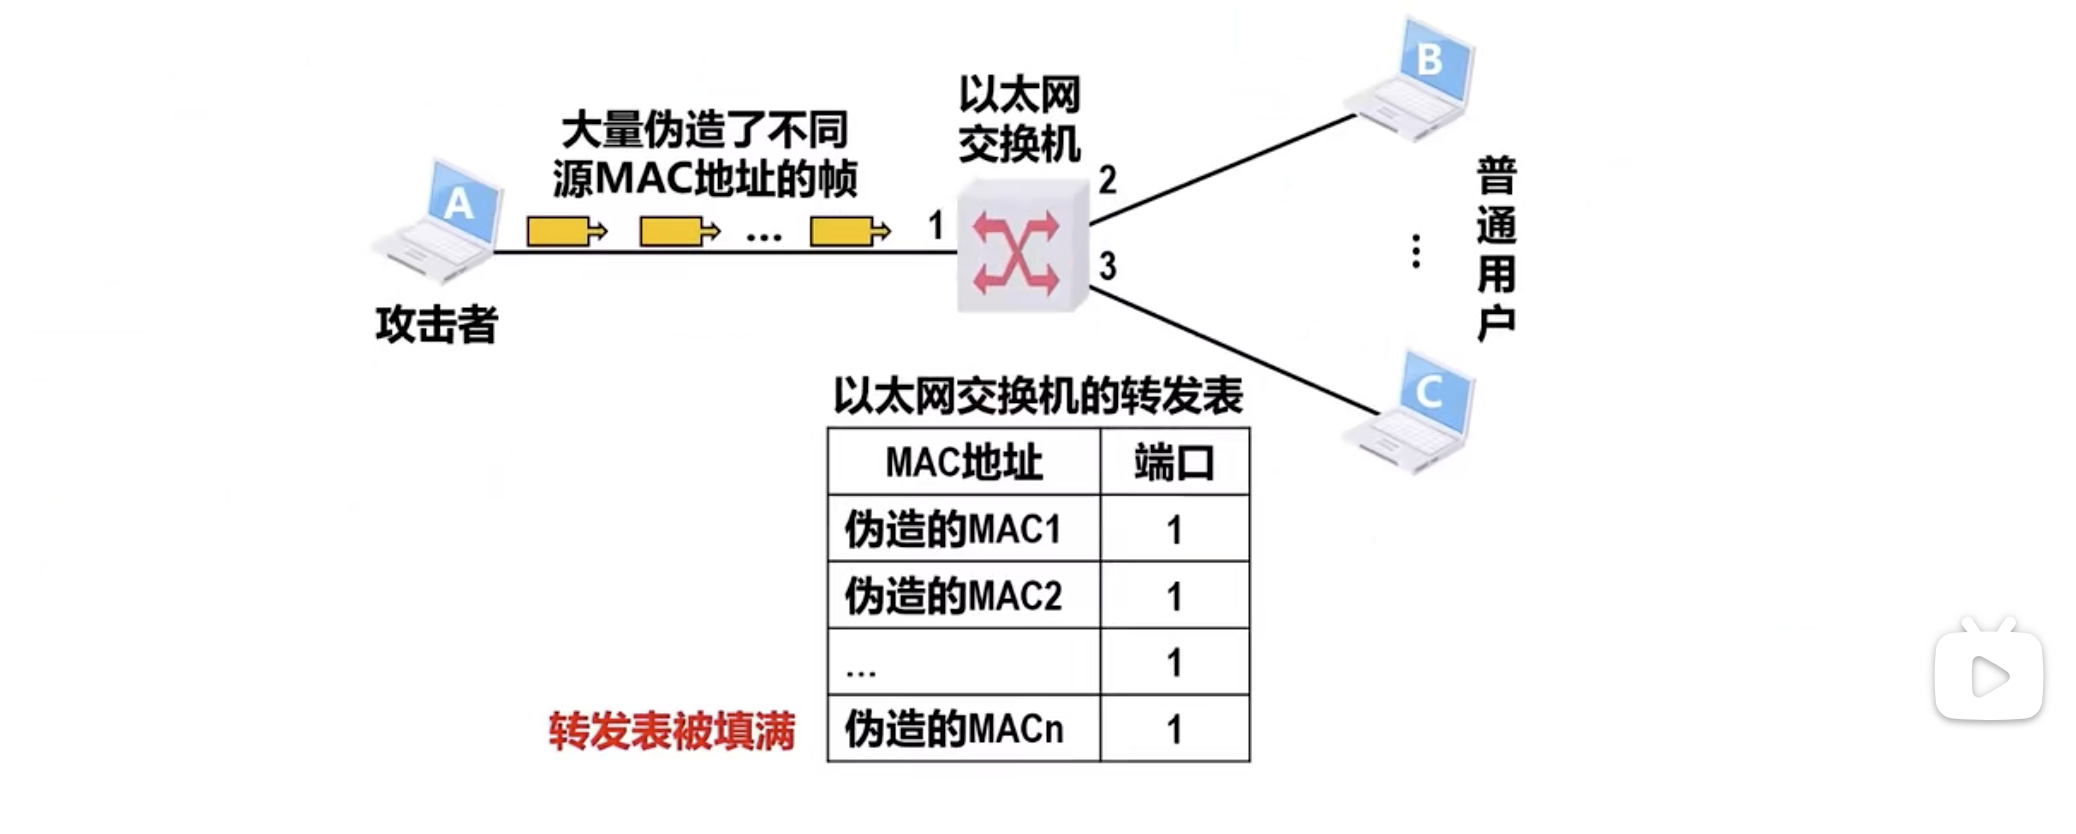 大量伪造了不同
源MAC地址的帧
...
A
攻击者
以太网
交换机
1
2
3
B
C
⋮
普通用户
以太网交换机的转发表
MAC地址 端口
伪造的MAC1 1
伪造的MAC2 1
... 1
伪造的MACn 1
转发表被填满